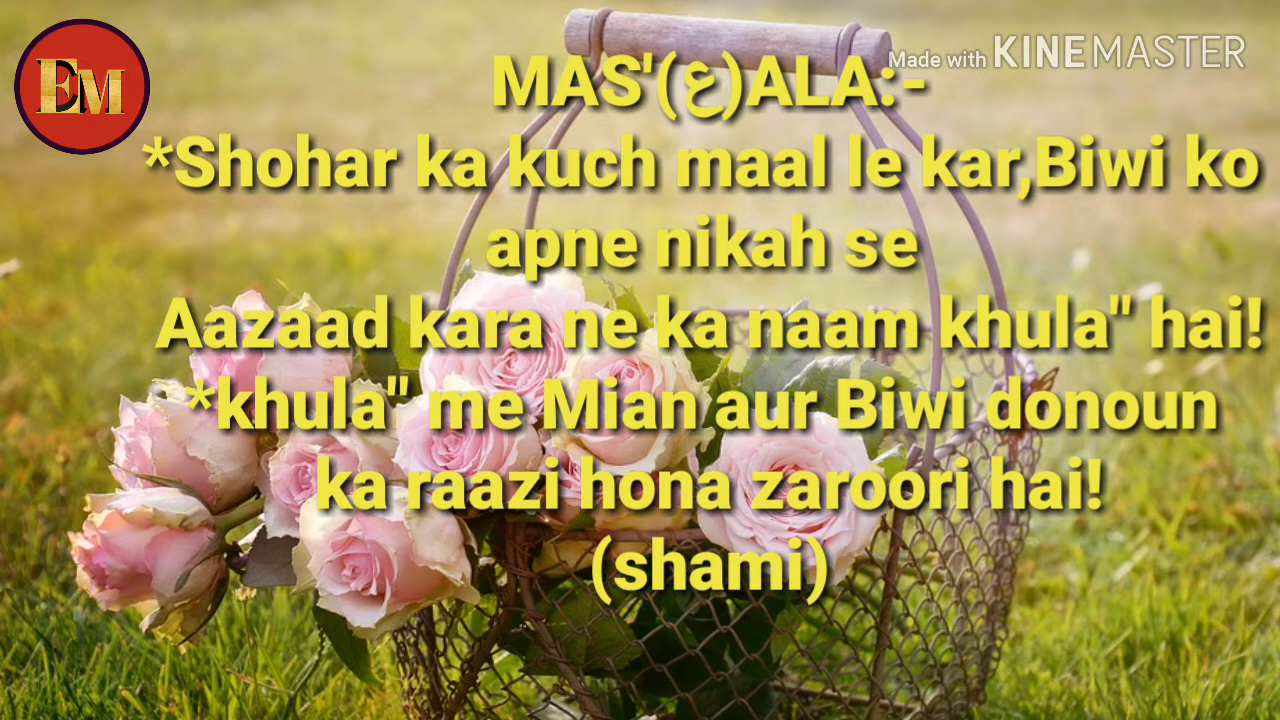 EM
Made with KINEMASTER
MAS'(ع)ALA:-
*Shohar ka kuch maal le kar,Biwi ko
apne nikah se
Aazaad kara ne ka naam khula" hai!
*khula" me Mian aur Biwi donoun
ka raazi hona zaroori hai!
(shami)